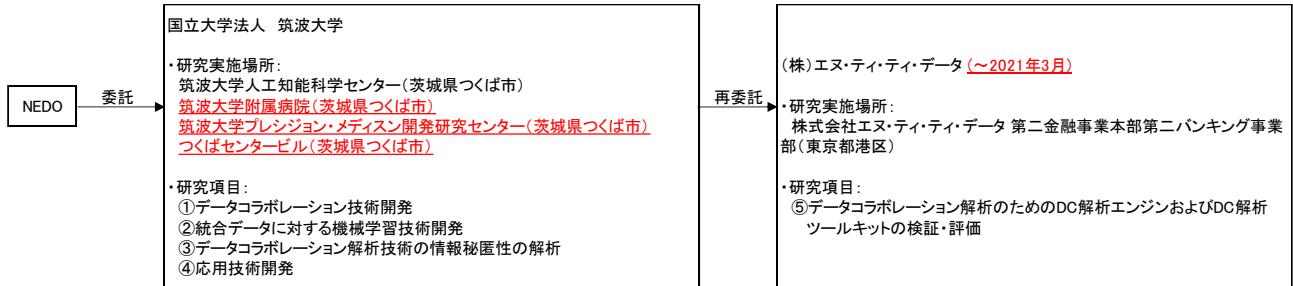 NEDO
委託
国立大学法人　筑波大学
・研究実施場所：
筑波大学人工知能科学センター（茨城県つくば市）
筑波大学附属病院（茨城県つくば市）
筑波大学プレシジョン・メディスン開発研究センター（茨城県つくば市）
つくばセンタービル（茨城県つくば市）
・研究項目：
①データコラボレーション技術開発
②統合データに対する機械学習技術開発
③データコラボレーション解析技術の情報秘匿性の解析
④応用技術開発
再委託
（株）エヌ・ティ・ティ・データ（～2021年3月）
・研究実施場所：
株式会社エヌ・ティ・ティ・データ 第二金融事業本部第二バンキング事業
部（東京都港区）
・研究項目：
⑤データコラボレーション解析のためのDC解析エンジンおよびDC解析
ツールキットの検証・評価